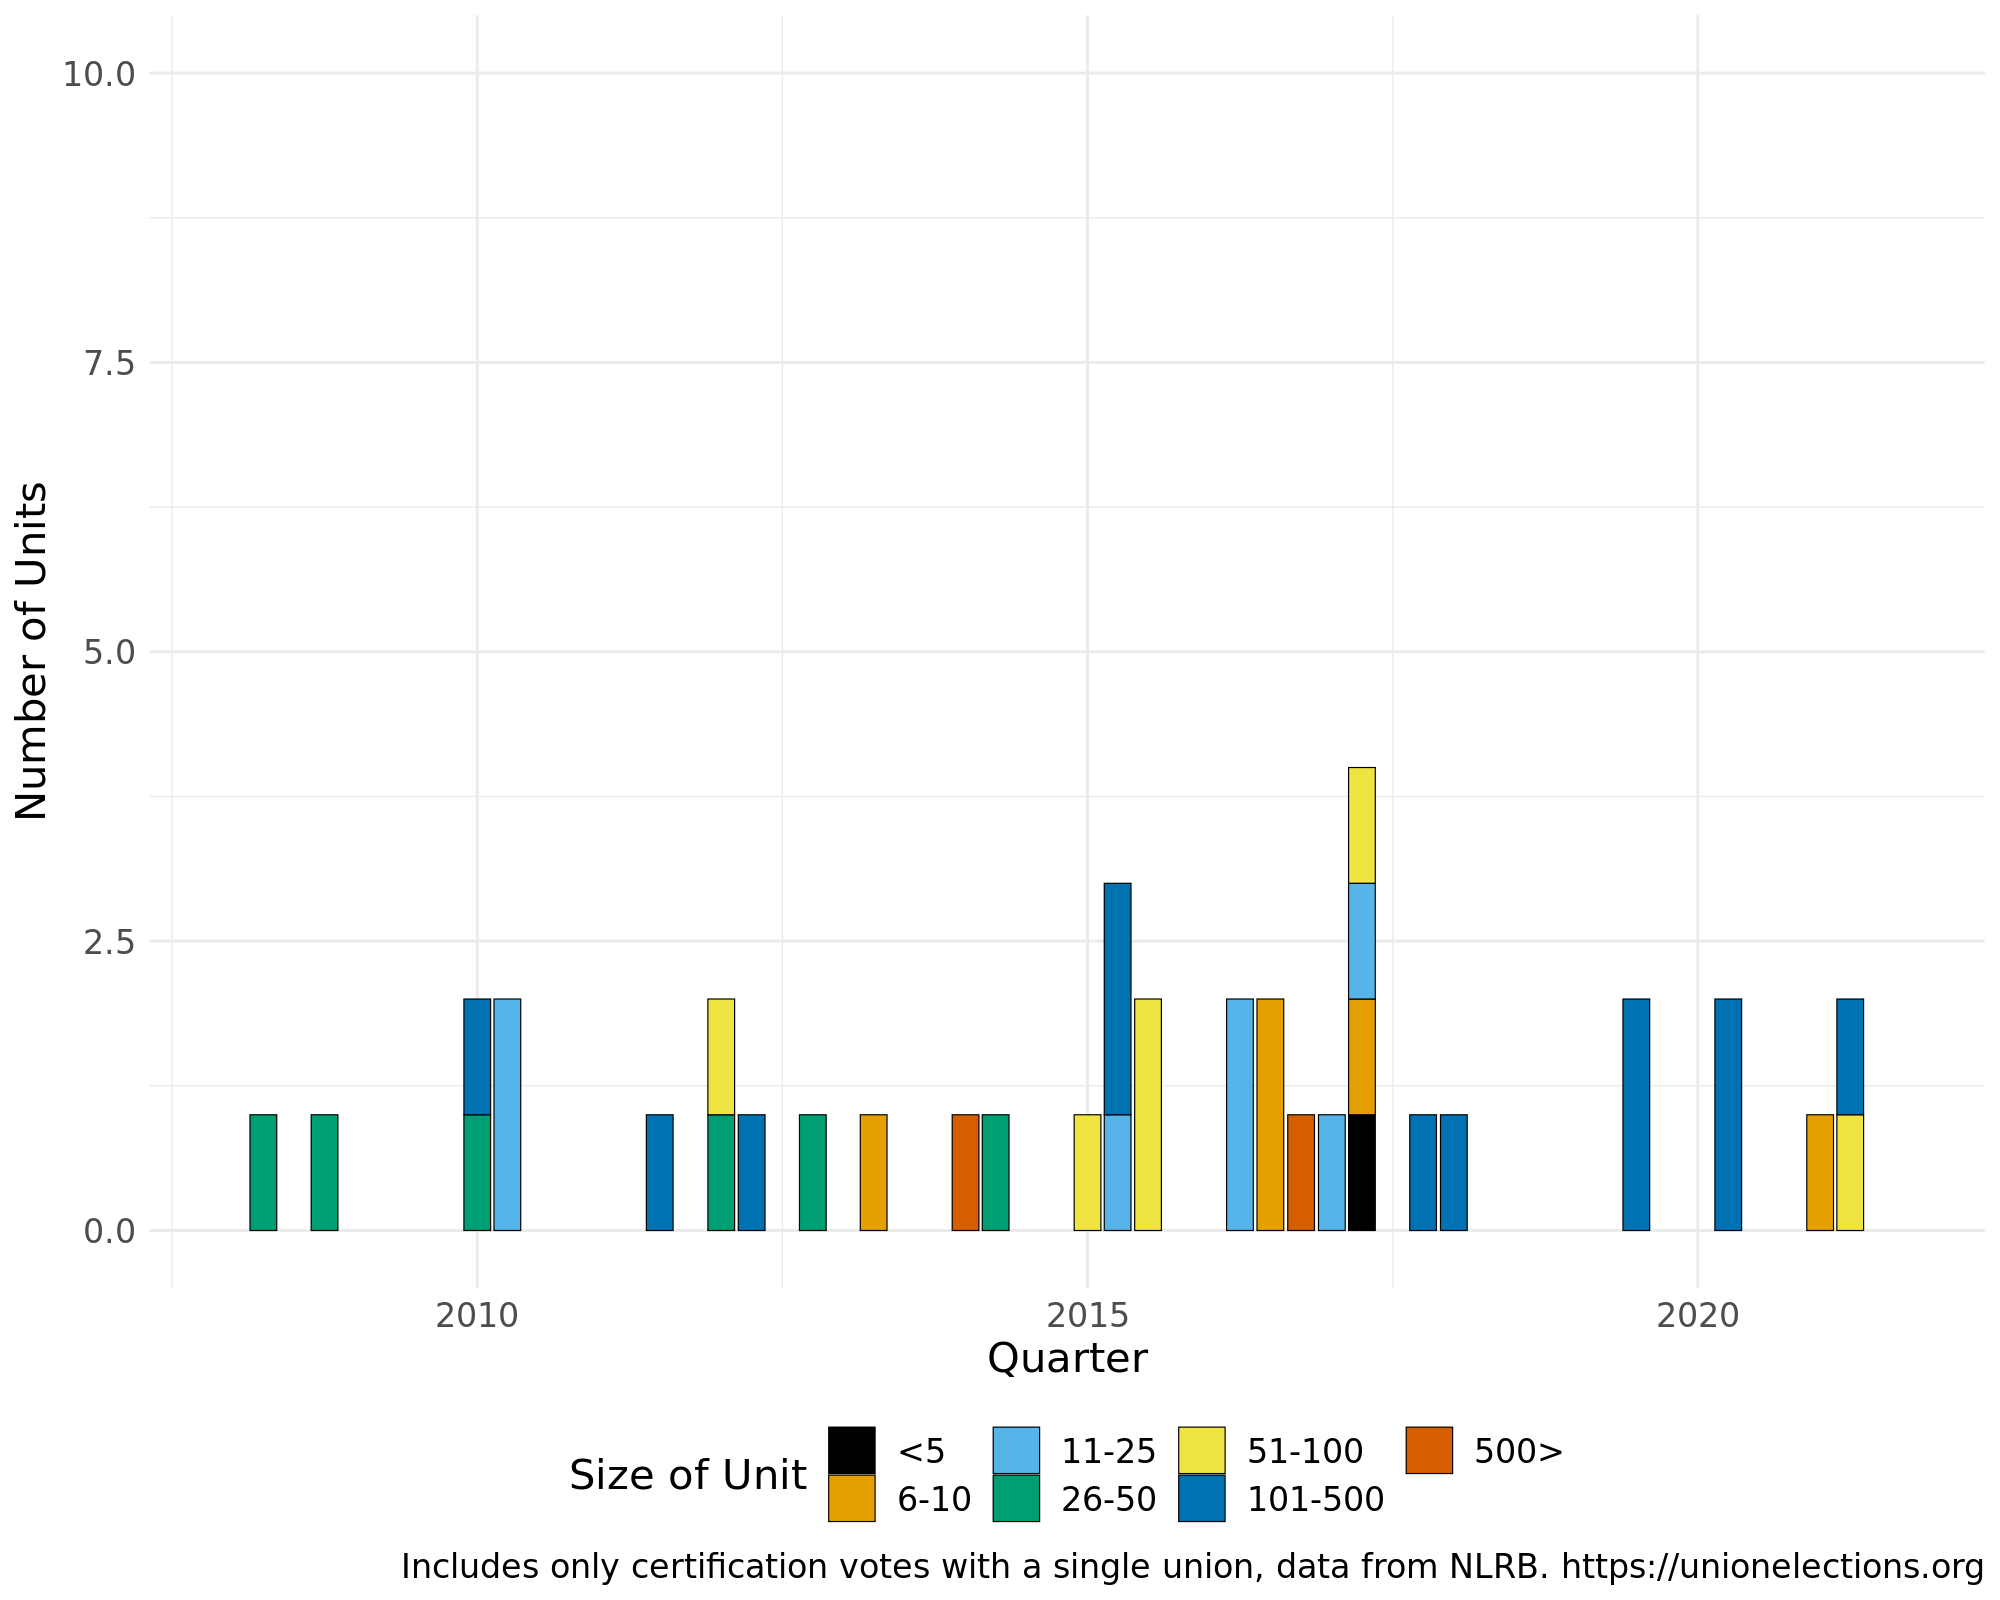 10.0
7.5
5.0
2.5
0.0
Number of Units
2010 2015 2020
Quarter
Size of Unit
<5 11-25 51-100 500>
6-10 26-50 101-500
Includes only certification votes with a single union, data from NLRB. https://unionelections.org